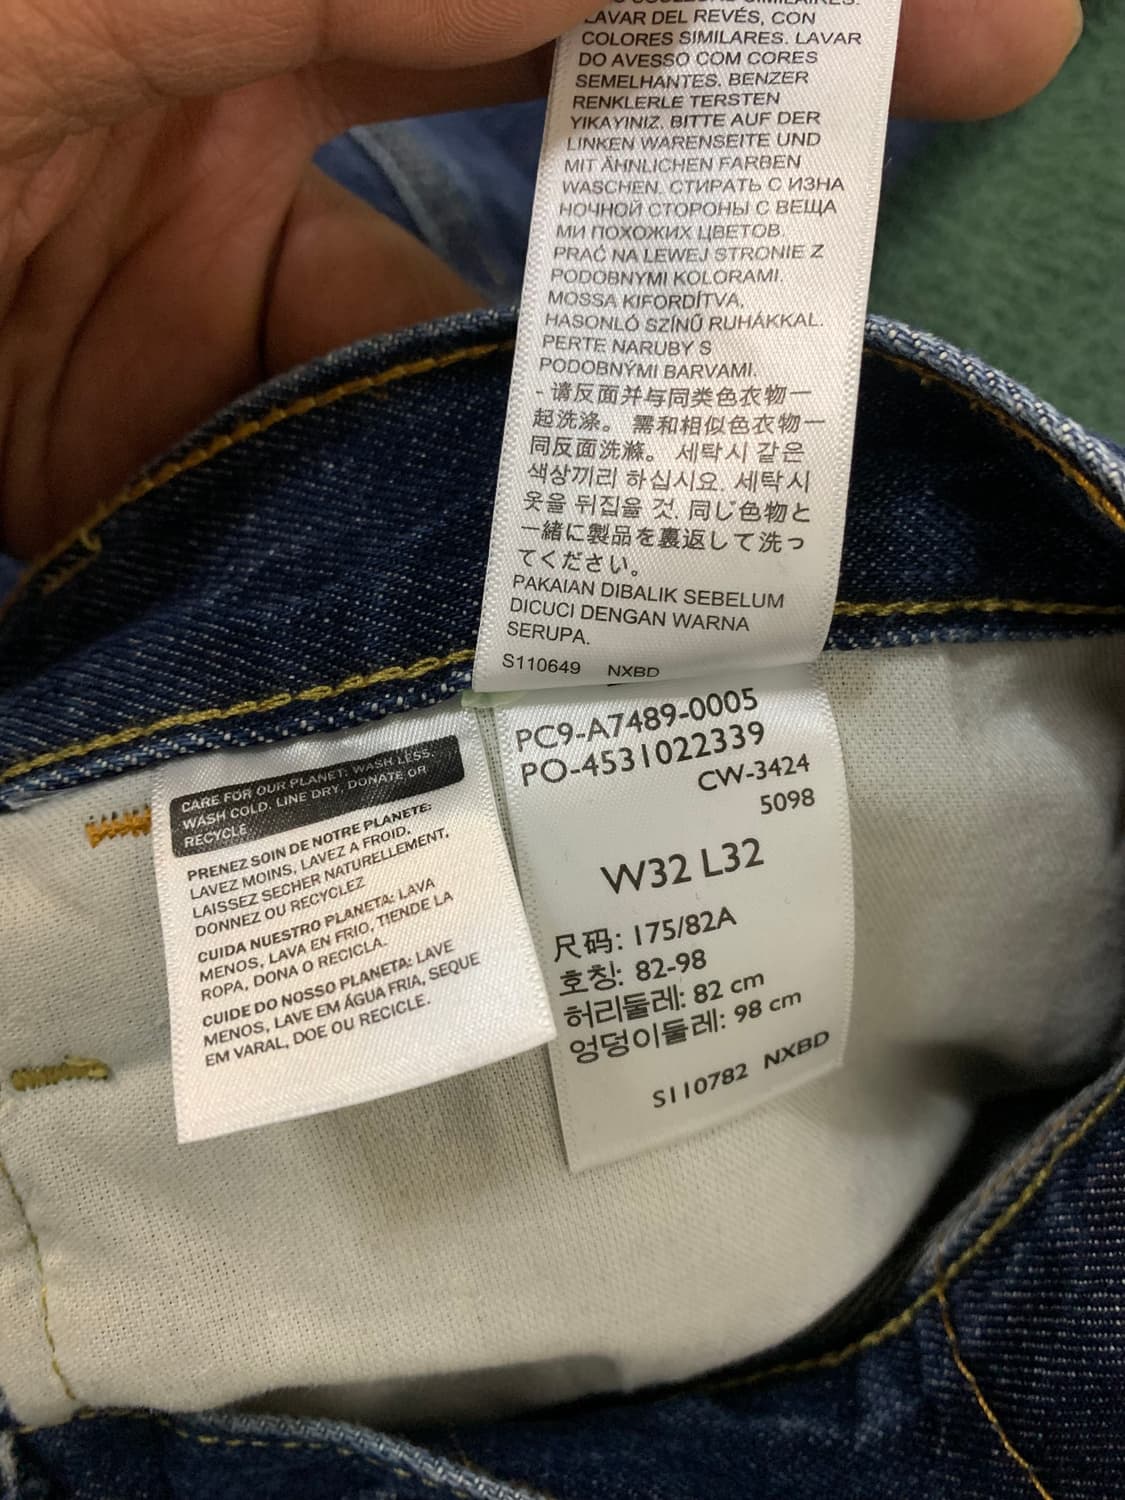 LAVAR DEL REVÉS, CON
COLORES SIMILARES. LAVAR
DO AVESSO COM CORES
SEMELHANTES. BENZER
RENKLERLE TERSTEN
YIKAYINIZ. BITTE AUF DER
LINKEN WARENSEITE UND
MIT ÄHNLICHEN FARBEN
WASCHEN. СТИРАТЬ С ИЗНА
НОЧНОЙ СТОРОНЫ С ВЕЩА
МИ ПОХОЖИХ ЦВЕТОВ.
PRAĆ NA LEWEJ STRONIE Z
PODOBNYMI KOLORAMI.
MOSSA KIFORDÍTVA,
HASONLÓ SZÍNŰ RUHÁKKAL.
PERTE NARUBY S
PODOBNÝMI BARVAMI.
- 请反面并与同类色衣物一
起洗涤。 需和相似色衣物一
同反面洗滌。 세탁시 같은
색상끼리 하십시요. 세탁시
옷을 뒤집을 것. 同じ色物と
一緒に製品を裏返して洗っ
てください。
PAKAIAN DIBALIK SEBELUM
DICUCI DENGAN WARNA
SERUPA.
S110649 NXBD
CARE FOR OUR PLANET: WASH LESS,
WASH COLD, LINE DRY, DONATE OR
RECYCLE
PRENEZ SOIN DE NOTRE PLANETE:
LAVEZ MOINS, LAVEZ A FROID,
LAISSEZ SECHER NATURELLEMENT,
DONNEZ OU RECYCLEZ
CUIDA NUESTRO PLANETA: LAVA
MENOS, LAVA EN FRIO, TIENDE LA
ROPA, DONA O RECICLA.
CUIDE DO NOSSO PLANETA: LAVE
MENOS, LAVE EM ÁGUA FRIA, SEQUE
EM VARAL, DOE OU RECICLE.
PC9-A7489-0005
PO-4531022339
CW-3424
5098
W32 L32
尺码: 175/82A
호칭: 82-98
허리둘레: 82 cm
엉덩이둘레: 98 cm
S110782 NXBD